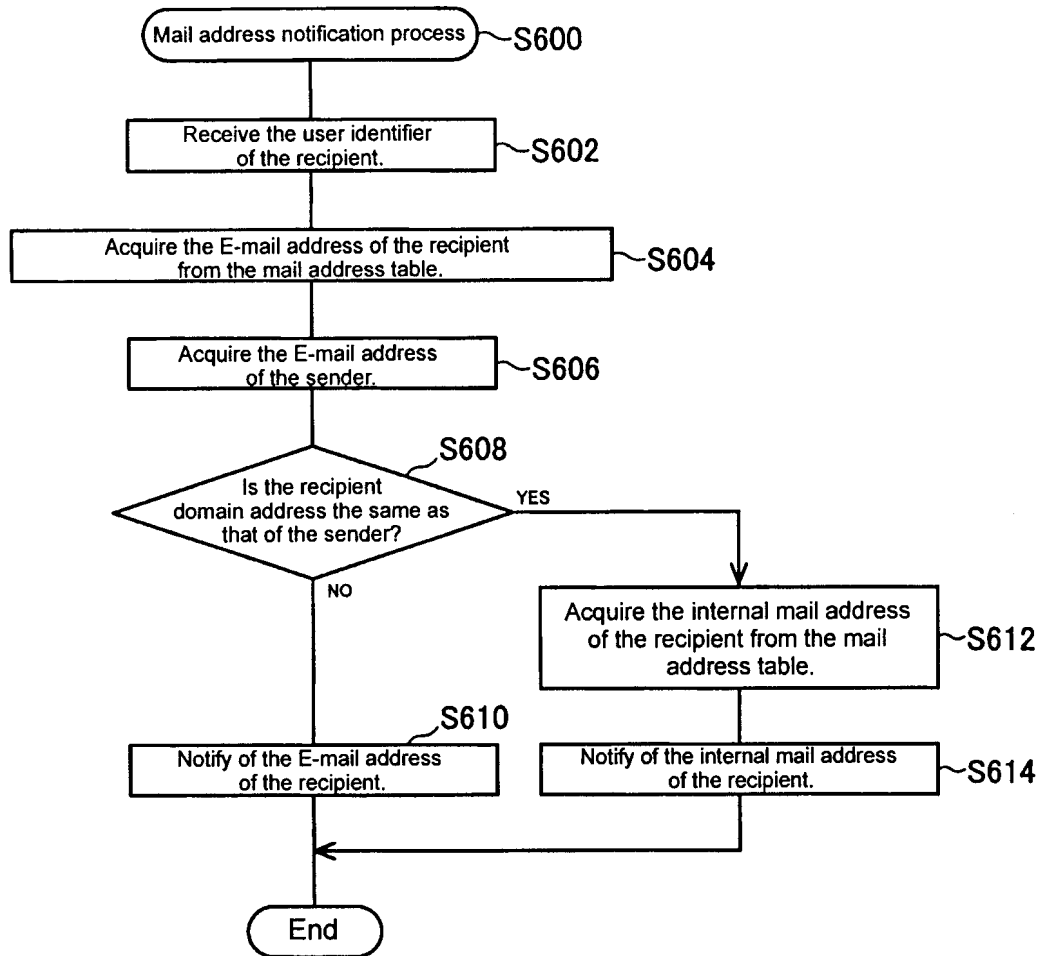 Mail address notification process
S600
Receive the user identifier
of the recipient.
S602
Acquire the E-mail address of the recipient
from the mail address table.
S604
Acquire the E-mail address
of the sender.
S606
S608
Is the recipient
domain address the same as
that of the sender?
YES
NO
Acquire the internal mail address
of the recipient from the mail
address table.
S612
S610
Notify of the E-mail address
of the recipient.
Notify of the internal mail address
of the recipient.
S614
End